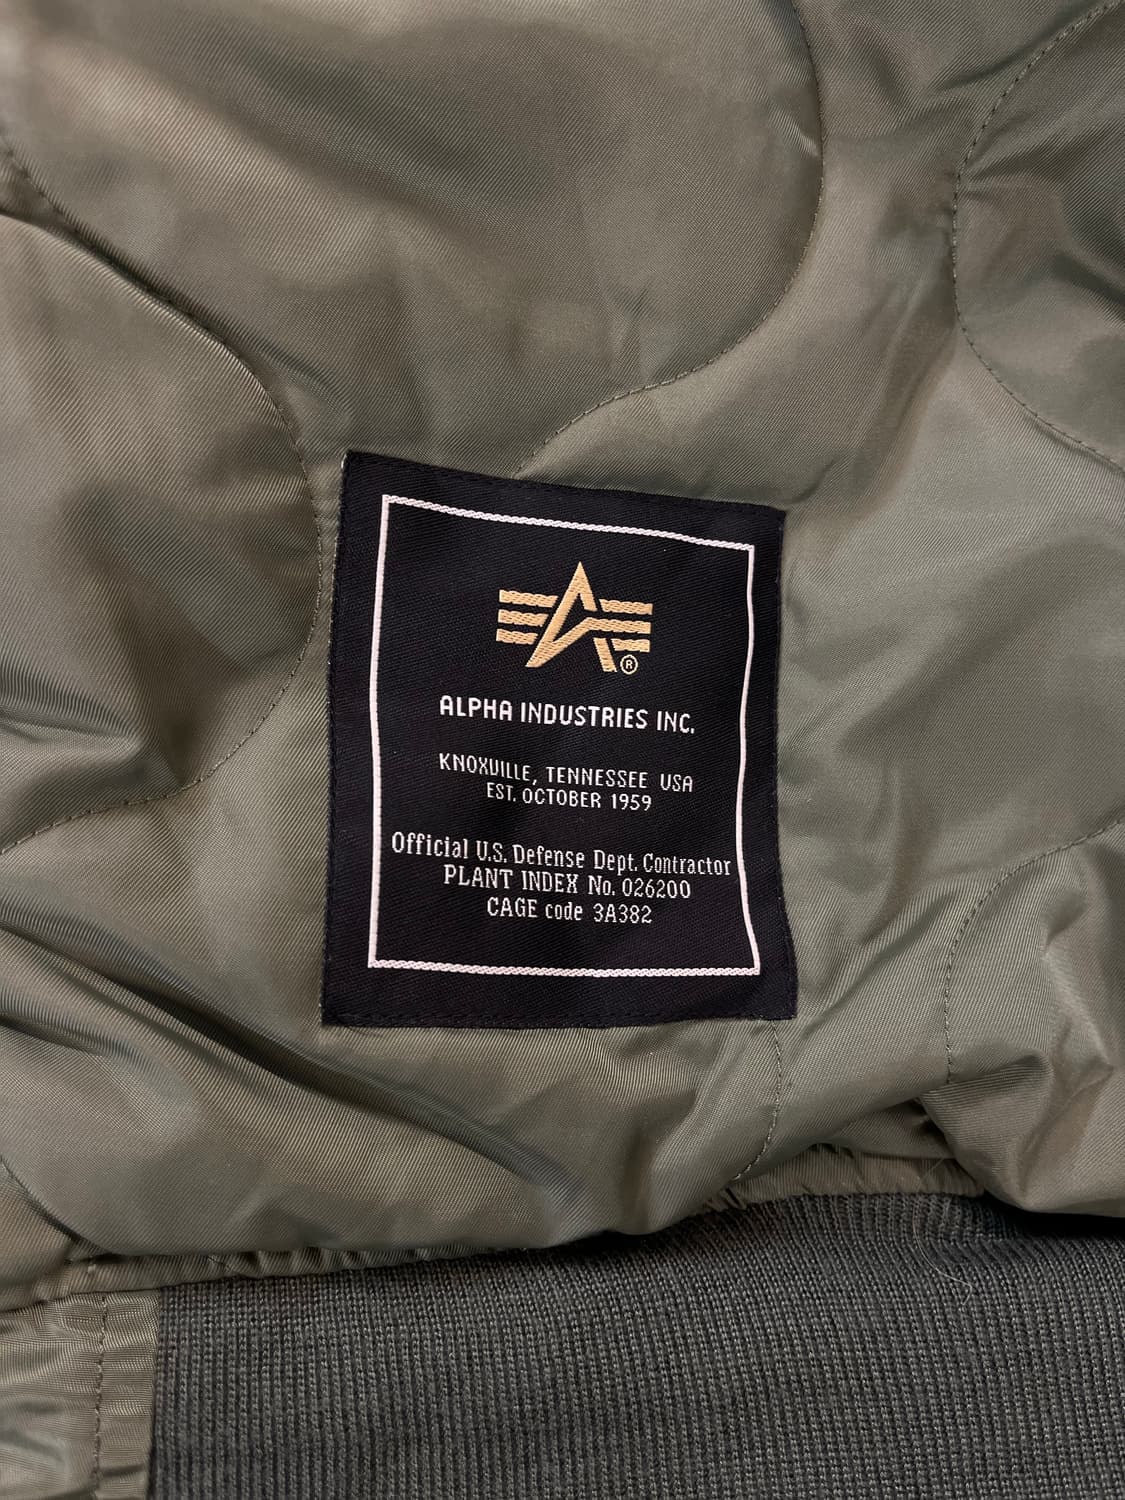 ®
ALPHA INDUSTRIES INC.
KNOXVILLE, TENNESSEE USA
EST. OCTOBER 1959
Official U.S. Defense Dept. Contractor
PLANT INDEX No. 026200
CAGE code 3A382